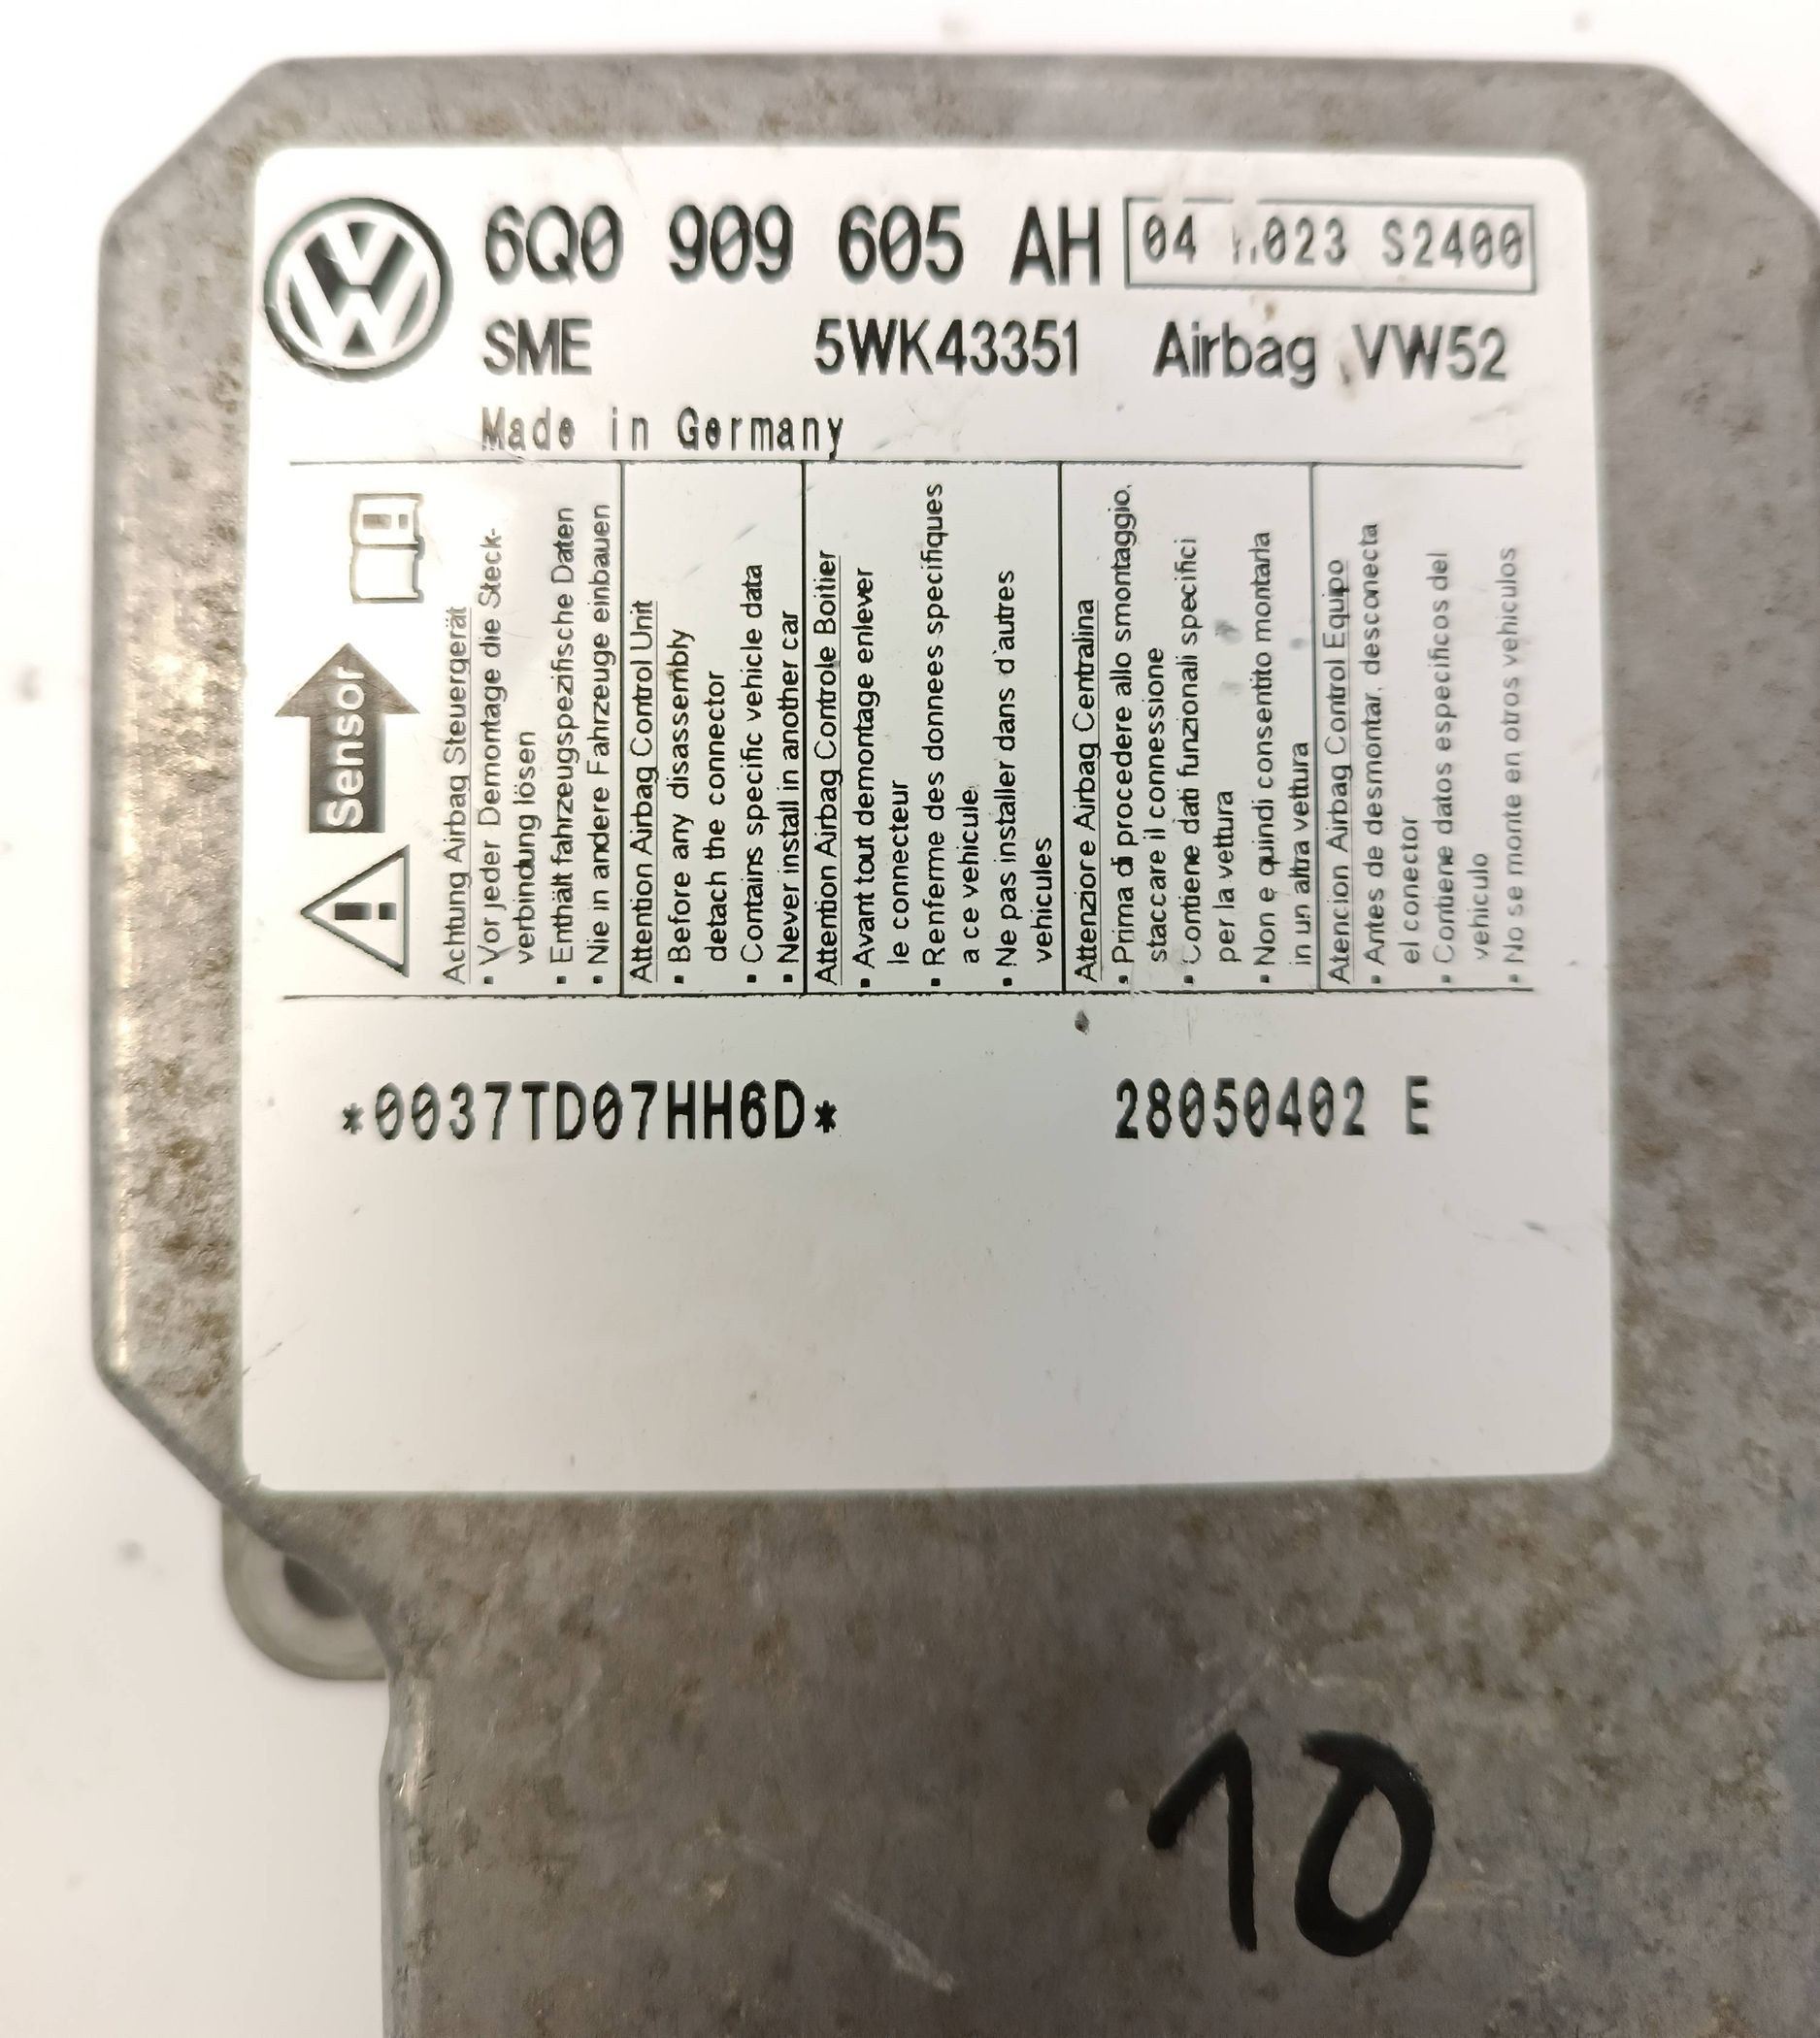 6Q0 909 605 AH
04 023 S2400
SME 5WK43351 Airbag VW52
Made in Germany
Sensor
Achtung Airbag Steuergerät
▪ Vor jeder Demontage die Steck-
verbindung lösen
▪ Enthält fahrzeugspezifische Daten
▪ Nie in andere Fahrzeuge einbauen
Attention Airbag Control Unit
▪ Before any disassembly
detach the connector
▪ Contains specific vehicle data
▪ Never install in another car
Attention Airbag Controle Boitier
▪ Avant tout demontage enlever
le connecteur
▪ Renferme des donnees specifiques
a ce vehicule
▪ Ne pas installer dans d`autres
vehicules
Attenzione Airbag Centralina
▪ Prima di procedere allo smontaggio,
staccare il connessione
▪ Contiene dati funzionali specifici
per la vettura
▪ Non e quindi consentito montarla
in un altra vettura
Atencion Airbag Control Equipo
▪ Antes de desmontar, desconecta
el conector
▪ Contiene datos especificos del
vehiculo
▪ No se monte en otros vehiculos
*0037TD07HH6D* 28050402 E
10